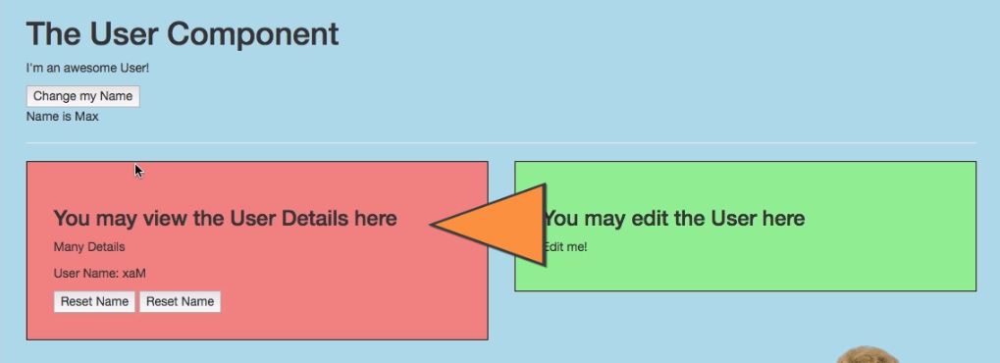 The User Component
I'm an awesome User!
Change my Name
Name is Max
You may view the User Details here
Many Details
User Name: xaM
Reset Name Reset Name
You may edit the User here
Edit me!